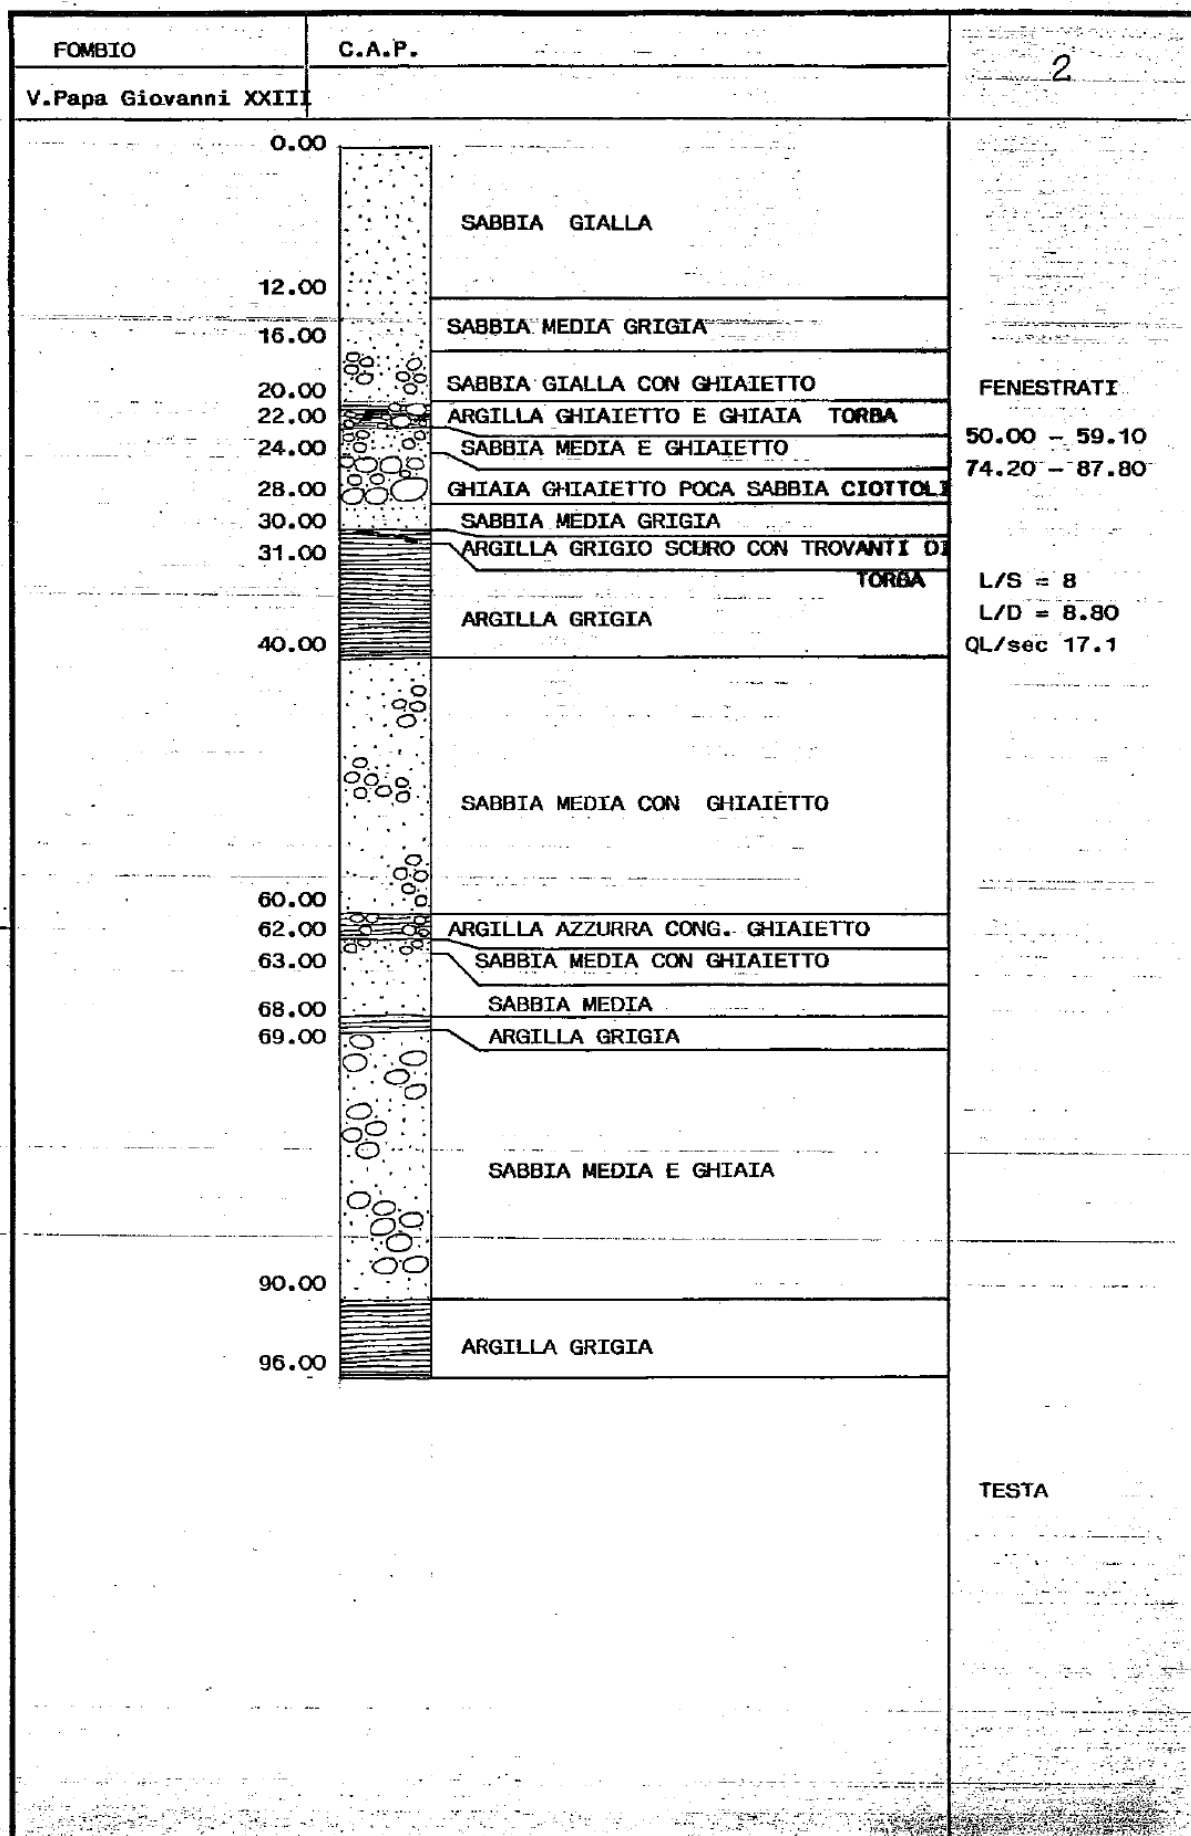 FOMBIO C.A.P.
2
V.Papa Giovanni XXIII
0.00
SABBIA GIALLA
12.00
SABBIA MEDIA GRIGIA
16.00
SABBIA GIALLA CON GHIAIETTO
20.00
ARGILLA GHIAIETTO E GHIAIA TORBA
22.00
SABBIA MEDIA E GHIAIETTO
24.00
GHIAIA GHIAIETTO POCA SABBIA CIOTTOLI
28.00
SABBIA MEDIA GRIGIA
30.00
ARGILLA GRIGIO SCURO CON TROVANTI DI
TORBA
31.00
ARGILLA GRIGIA
40.00
SABBIA MEDIA CON GHIAIETTO
60.00
ARGILLA AZZURRA CONG. GHIAIETTO
62.00
SABBIA MEDIA CON GHIAIETTO
63.00
SABBIA MEDIA
68.00
ARGILLA GRIGIA
69.00
SABBIA MEDIA E GHIAIA
90.00
ARGILLA GRIGIA
96.00
FENESTRATI
50.00 - 59.10
74.20 - 87.80
L/S = 8
L/D = 8.80
QL/sec 17.1
TESTA